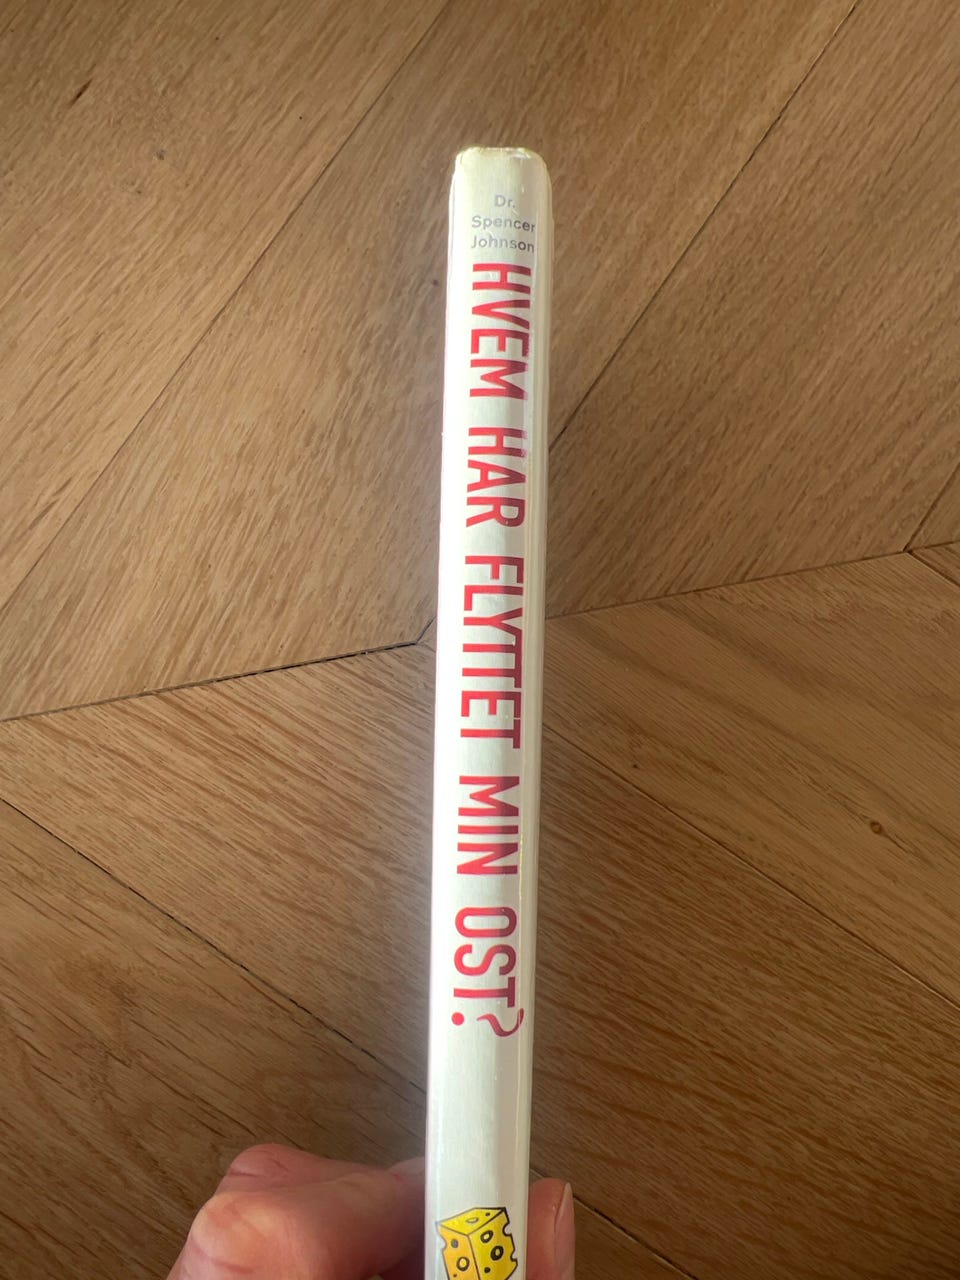 Dr.
Spencer
Johnson
HVEM HAR FLYTTET MIN OST?